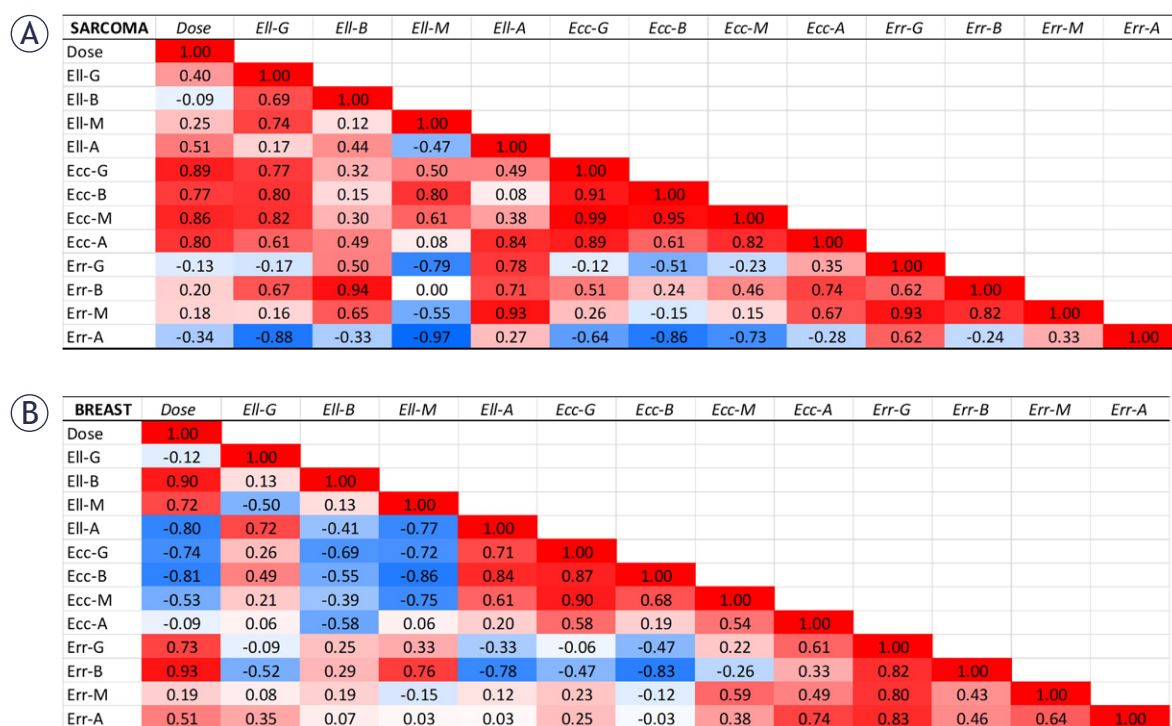 A
SARCOMA Dose Ell-G Ell-B Ell-M Ell-A Ecc-G Ecc-B Ecc-M Ecc-A Err-G Err-B Err-M Err-A
Dose 1.00
Ell-G 0.40 1.00
Ell-B -0.09 0.69 1.00
Ell-M 0.25 0.74 0.12 1.00
Ell-A 0.51 0.17 0.44 -0.47 1.00
Ecc-G 0.89 0.77 0.32 0.50 0.49 1.00
Ecc-B 0.77 0.80 0.15 0.80 0.08 0.91 1.00
Ecc-M 0.86 0.82 0.30 0.61 0.38 0.99 0.95 1.00
Ecc-A 0.80 0.61 0.49 0.08 0.84 0.89 0.61 0.82 1.00
Err-G -0.13 -0.17 0.50 -0.79 0.78 -0.12 -0.51 -0.23 0.35 1.00
Err-B 0.20 0.67 0.94 0.00 0.71 0.51 0.24 0.46 0.74 0.62 1.00
Err-M 0.18 0.16 0.65 -0.55 0.93 0.26 -0.15 0.15 0.67 0.93 0.82 1.00
Err-A -0.34 -0.88 -0.33 -0.97 0.27 -0.64 -0.86 -0.73 -0.28 0.62 -0.24 0.33 1.00
B
BREAST Dose Ell-G Ell-B Ell-M Ell-A Ecc-G Ecc-B Ecc-M Ecc-A Err-G Err-B Err-M Err-A
Dose 1.00
Ell-G -0.12 1.00
Ell-B 0.90 0.13 1.00
Ell-M 0.72 -0.50 0.13 1.00
Ell-A -0.80 0.72 -0.41 -0.77 1.00
Ecc-G -0.74 0.26 -0.69 -0.72 0.71 1.00
Ecc-B -0.81 0.49 -0.55 -0.86 0.84 0.87 1.00
Ecc-M -0.53 0.21 -0.39 -0.75 0.61 0.90 0.68 1.00
Ecc-A -0.09 0.06 -0.58 0.06 0.20 0.58 0.19 0.54 1.00
Err-G 0.73 -0.09 0.25 0.33 -0.33 -0.06 -0.47 0.22 0.61 1.00
Err-B 0.93 -0.52 0.29 0.76 -0.78 -0.47 -0.83 -0.26 0.33 0.82 1.00
Err-M 0.19 0.08 0.19 -0.15 0.12 0.23 -0.12 0.59 0.49 0.80 0.43 1.00
Err-A 0.51 0.35 0.07 0.03 0.03 0.25 -0.03 0.38 0.74 0.83 0.46 0.64 1.00